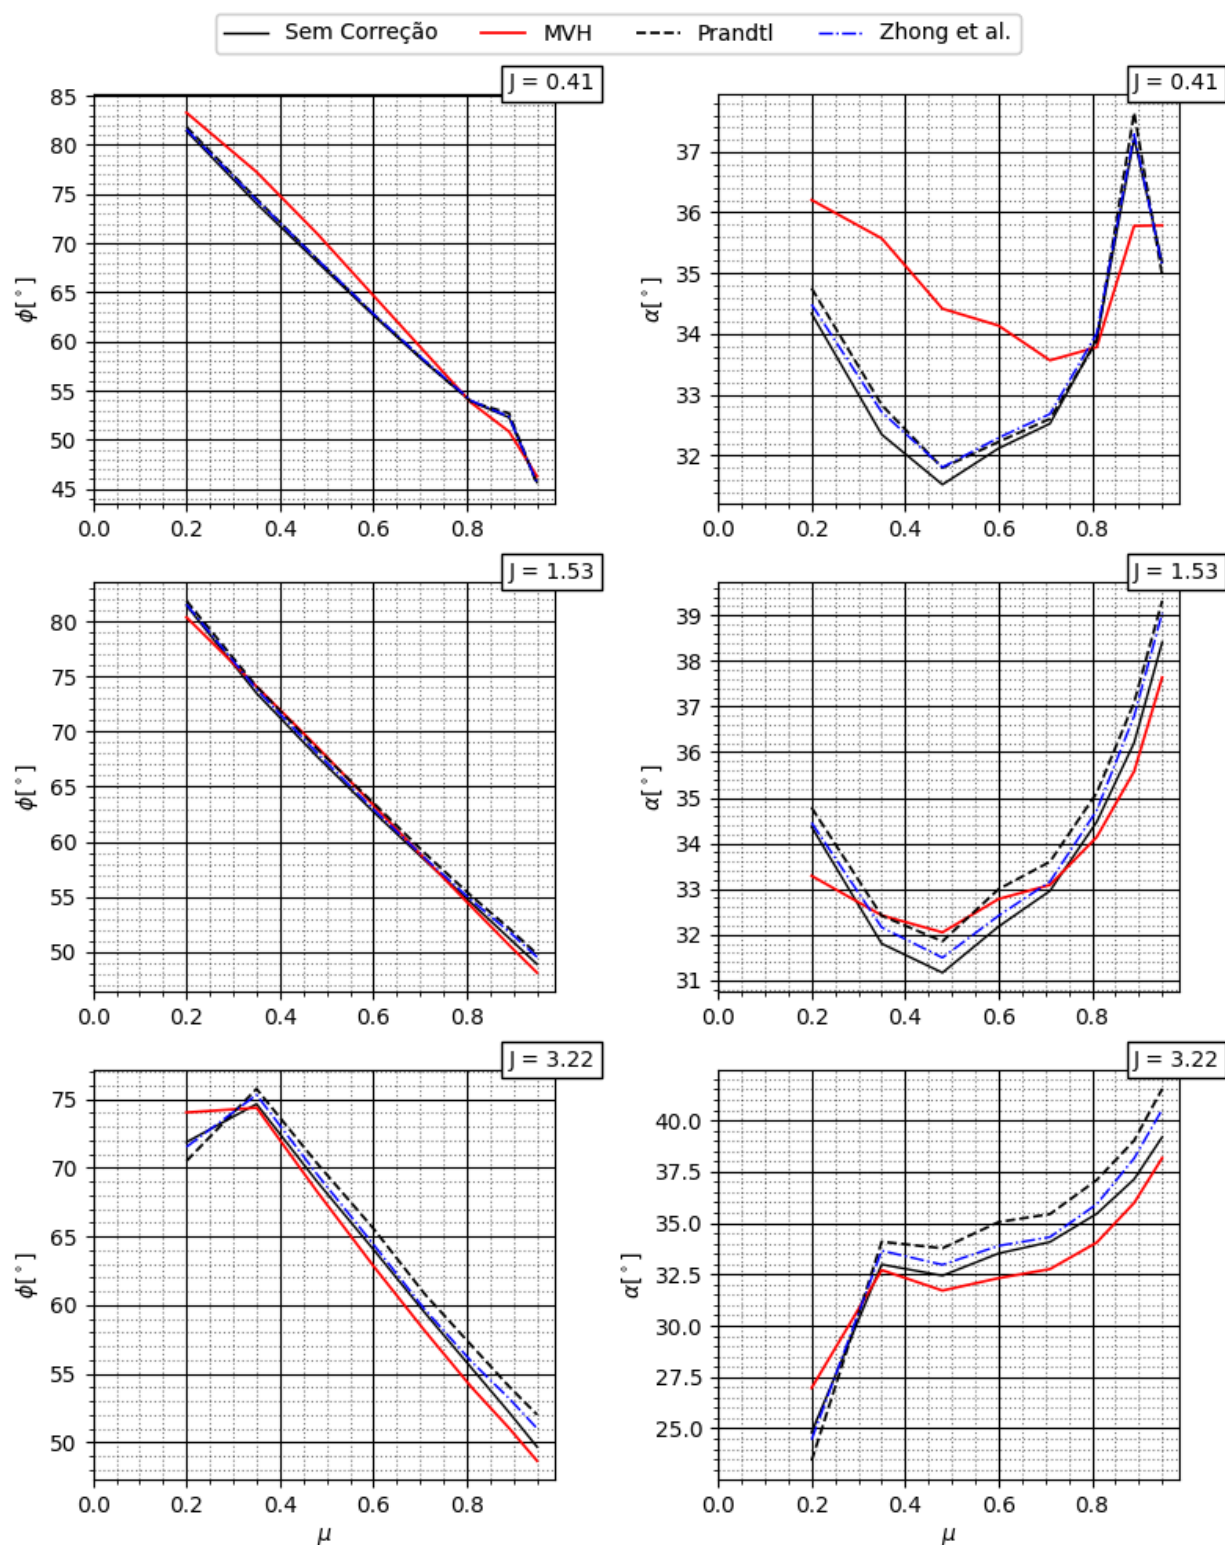 Sem Correção MVH Prandtl Zhong et al.
J = 0.41
85
80
75
70
65
60
55
50
45
ϕ[°]
0.0 0.2 0.4 0.6 0.8
J = 0.41
37
36
35
34
33
32
α[°]
0.0 0.2 0.4 0.6 0.8
J = 1.53
80
75
70
65
60
55
50
ϕ[°]
0.0 0.2 0.4 0.6 0.8
J = 1.53
39
38
37
36
35
34
33
32
31
α[°]
0.0 0.2 0.4 0.6 0.8
J = 3.22
75
70
65
60
55
50
ϕ[°]
0.0 0.2 0.4 0.6 0.8
μ
J = 3.22
40.0
37.5
35.0
32.5
30.0
27.5
25.0
α[°]
0.0 0.2 0.4 0.6 0.8
μ